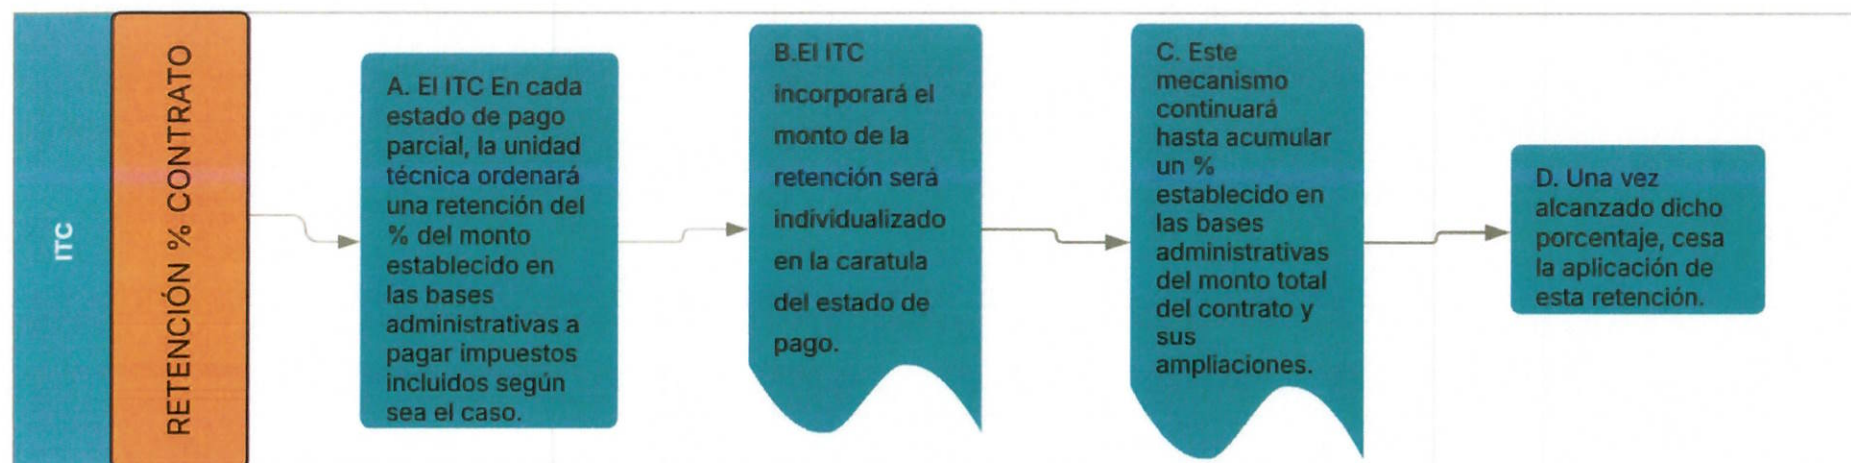 ITC
RETENCIÓN % CONTRATO
A. El ITC En cada
estado de pago
parcial, la unidad
técnica ordenará
una retención del
% del monto
establecido en
las bases
administrativas a
pagar impuestos
incluidos según
sea el caso.
B.El ITC
incorporará el
monto de la
retención será
individualizado
en la caratula
del estado de
pago.
C. Este
mecanismo
continuará
hasta acumular
un %
establecido en
las bases
administrativas
del monto total
del contrato y
sus
ampliaciones.
D. Una vez
alcanzado dicho
porcentaje, cesa
la aplicación de
esta retención.